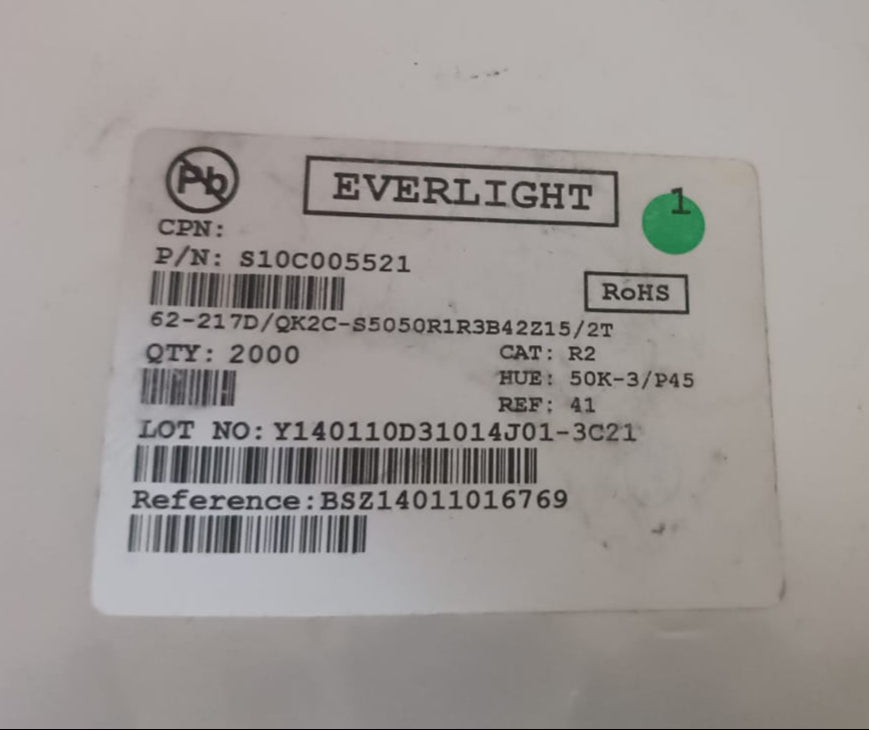 Pb
EVERLIGHT
1
CPN:
P/N: S10C005521
RoHS
62-217D/QK2C-S5050R1R3B42Z15/2T
QTY: 2000
CAT: R2
HUE: 50K-3/P45
REF: 41
LOT NO:Y140110D31014J01-3C21
Reference:BSZ14011016769